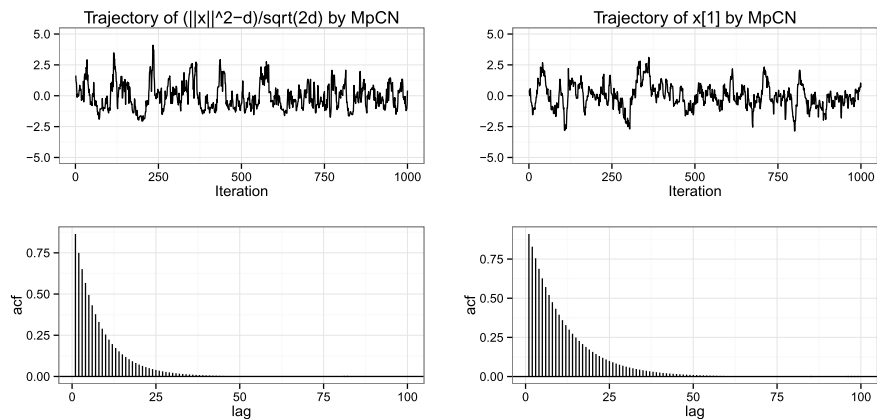 Trajectory of (||x||^2−d)/sqrt(2d) by MpCN
5.0
2.5
0.0
−2.5
−5.0
0 250 500 750 1000
Iteration
Trajectory of x[1] by MpCN
5.0
2.5
0.0
−2.5
−5.0
0 250 500 750 1000
Iteration
acf
0.75
0.50
0.25
0.00
0 25 50 75 100
lag
acf
0.75
0.50
0.25
0.00
0 25 50 75 100
lag